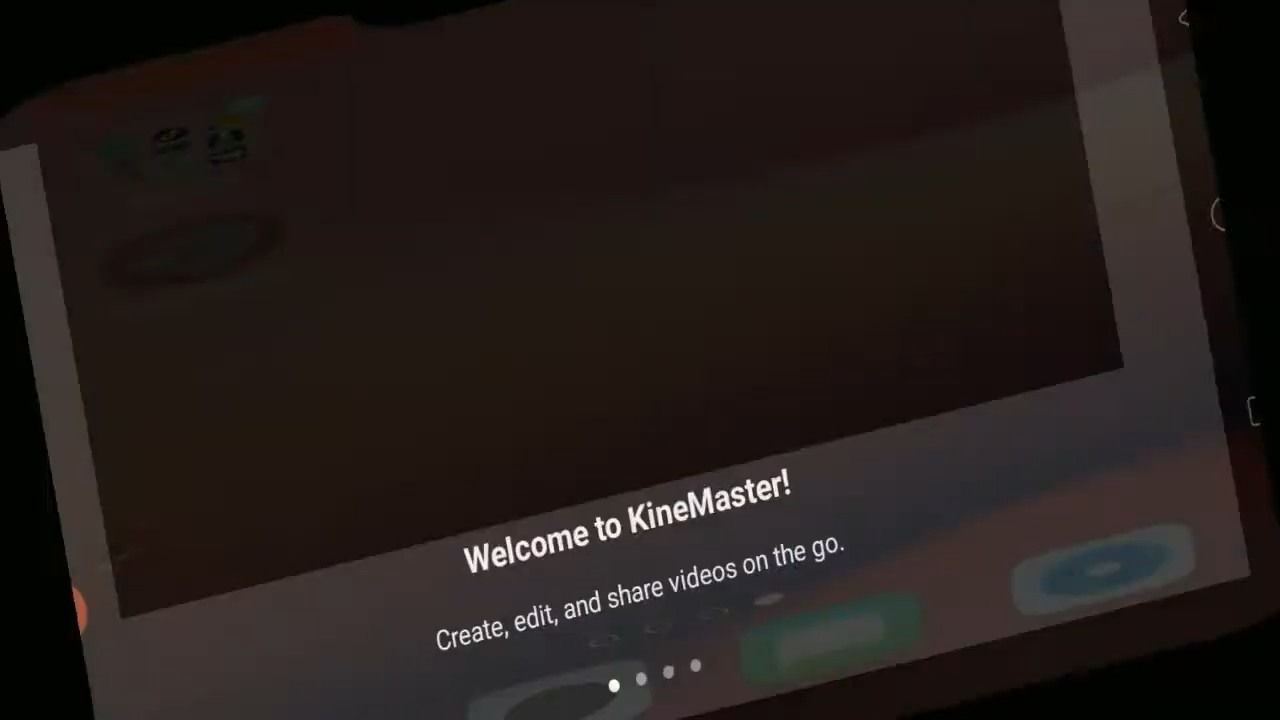 Welcome to KineMaster!
Create, edit, and share videos on the go.